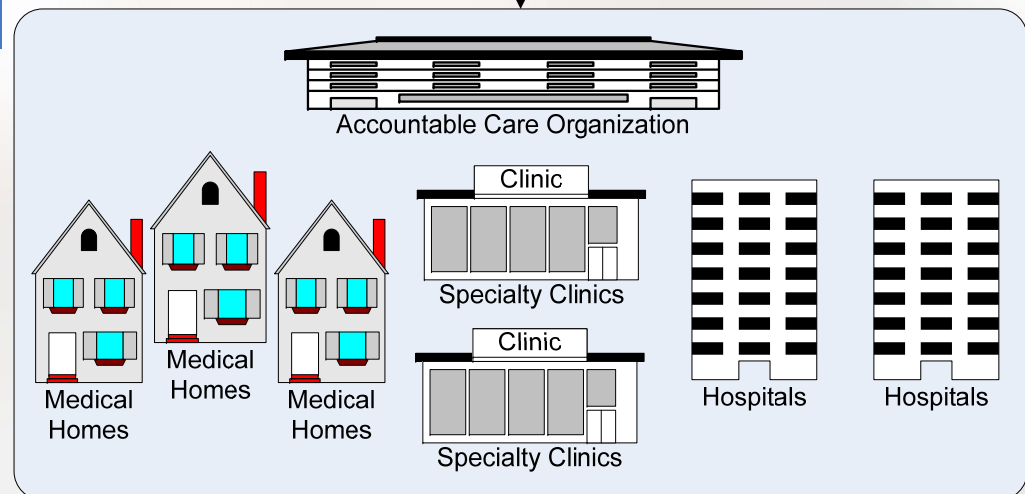 Accountable Care Organization
Clinic
Specialty Clinics
Medical
Homes
Medical
Homes
Medical
Homes
Clinic
Specialty Clinics
Hospitals
Hospitals